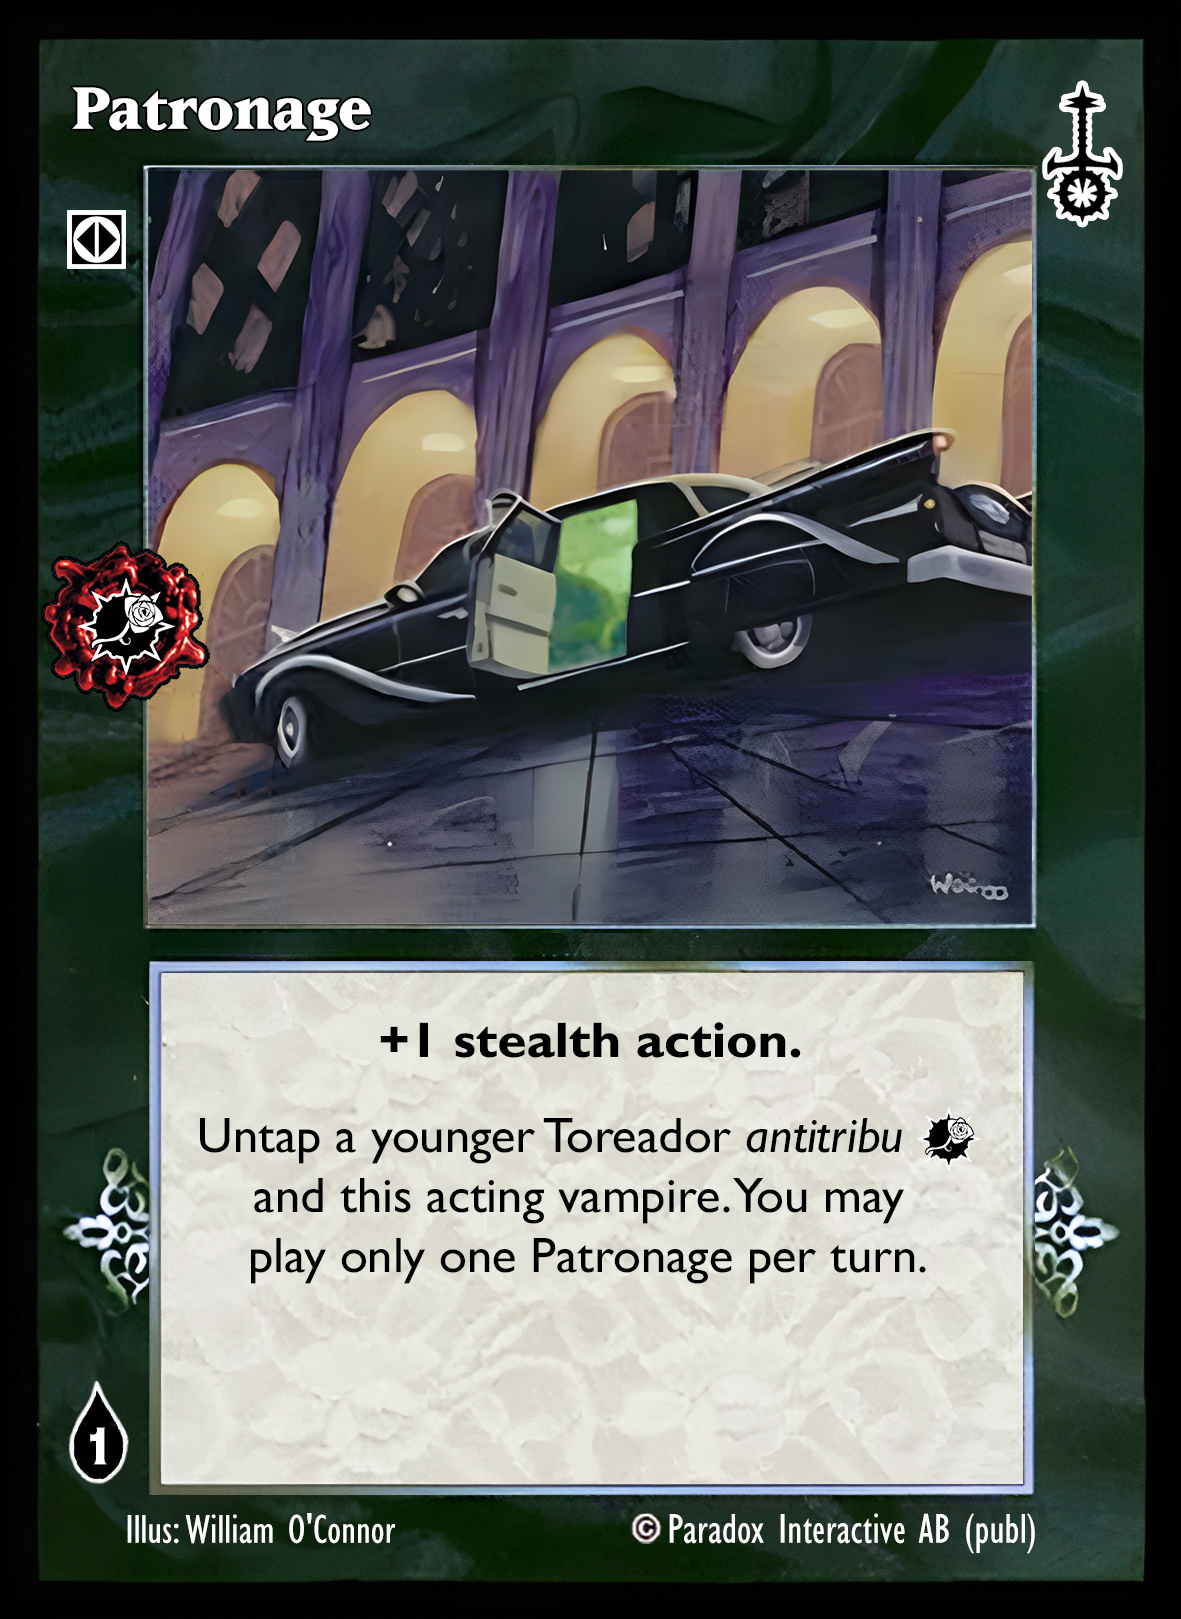 Patronage
+1 stealth action.
Untap a younger Toreador antitribu
and this acting vampire. You may
play only one Patronage per turn.
1
Illus: William O'Connor
© Paradox Interactive AB (publ)